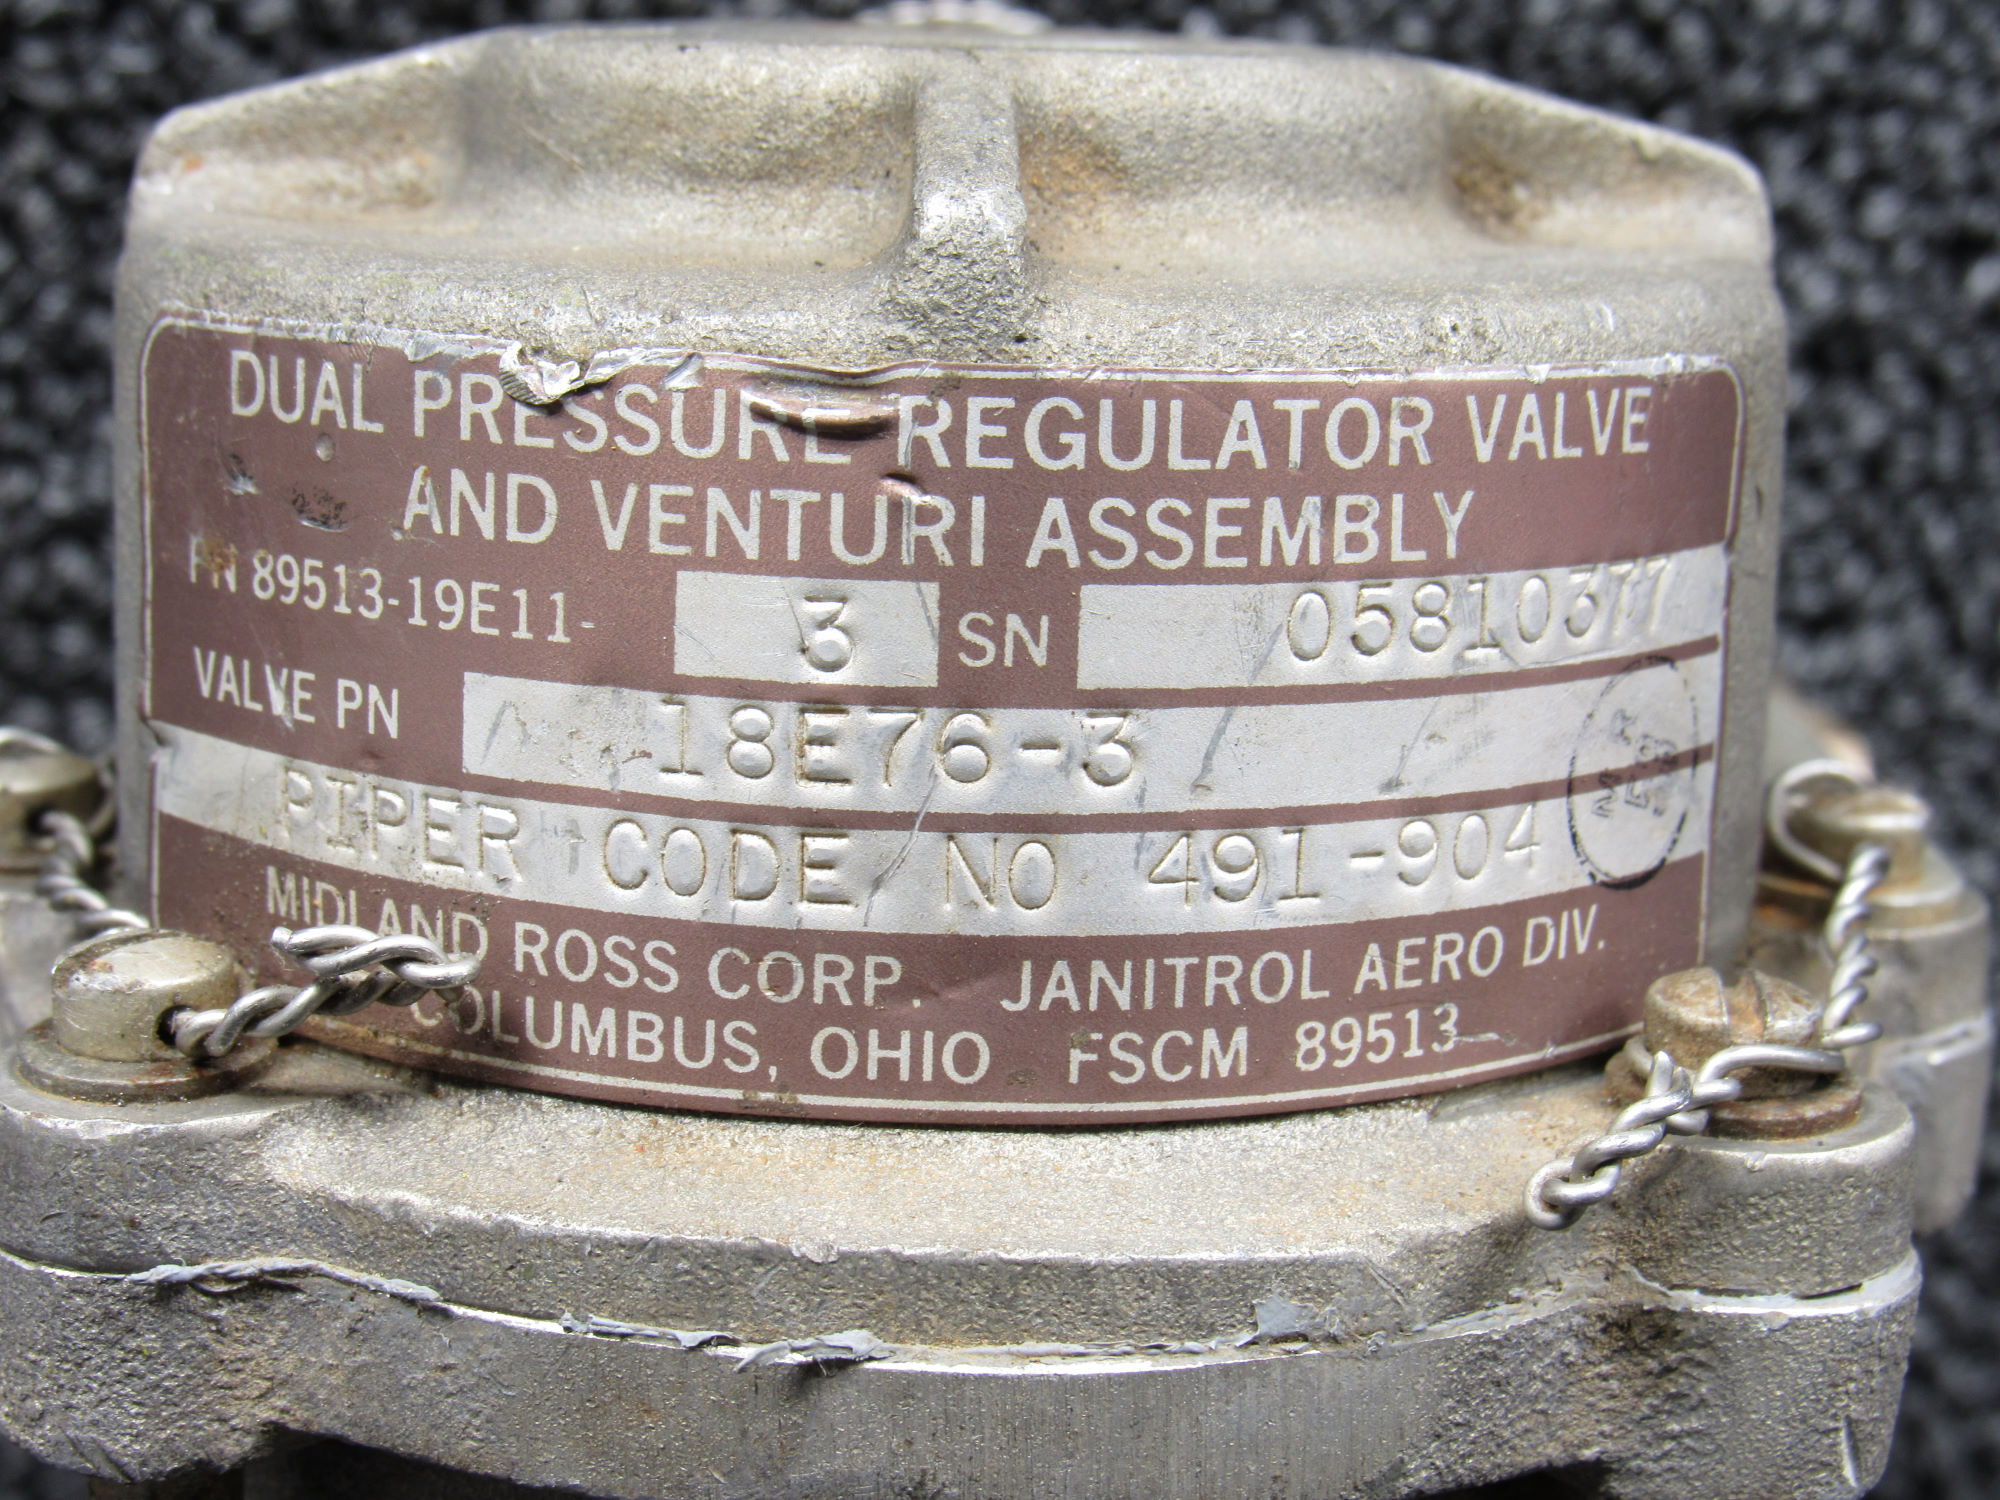 DUAL PRESSURE REGULATOR VALVE
AND VENTURI ASSEMBLY
PN 89513-19E11- 3 SN 05810377
VALVE PN 18E76-3
PIPER CODE NO 491-904
MIDLAND ROSS CORP. JANITROL AERO DIV.
COLUMBUS, OHIO FSCM 89513